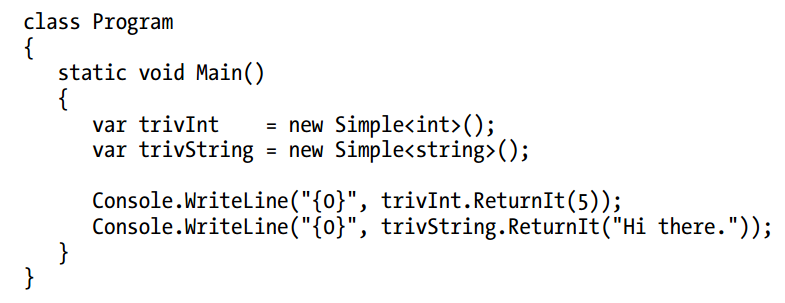 class Program
{
static void Main()
{
var trivInt    = new Simple<int>();
var trivString = new Simple<string>();
Console.WriteLine("{0}", trivInt.ReturnIt(5));
Console.WriteLine("{0}", trivString.ReturnIt("Hi there."));
}
}